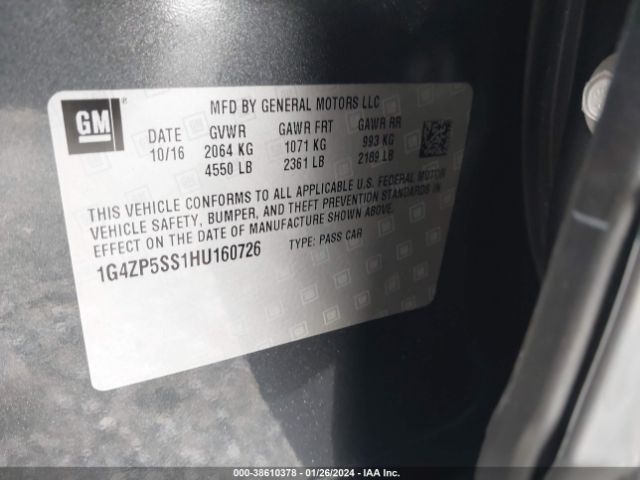 GM
MFD BY GENERAL MOTORS LLC
DATE GVWR GAWR FRT GAWR RR
10/16 2064 KG 1071 KG 993 KG
4550 LB 2361 LB 2189 LB
THIS VEHICLE CONFORMS TO ALL APPLICABLE U.S. FEDERAL MOTOR
VEHICLE SAFETY, BUMPER, AND THEFT PREVENTION STANDARDS IN
EFFECT ON THE DATE OF MANUFACTURE SHOWN ABOVE.
1G4ZP5SS1HU160726 TYPE: PASS CAR
000-38610378 - 01/26/2024 - IAA Inc.